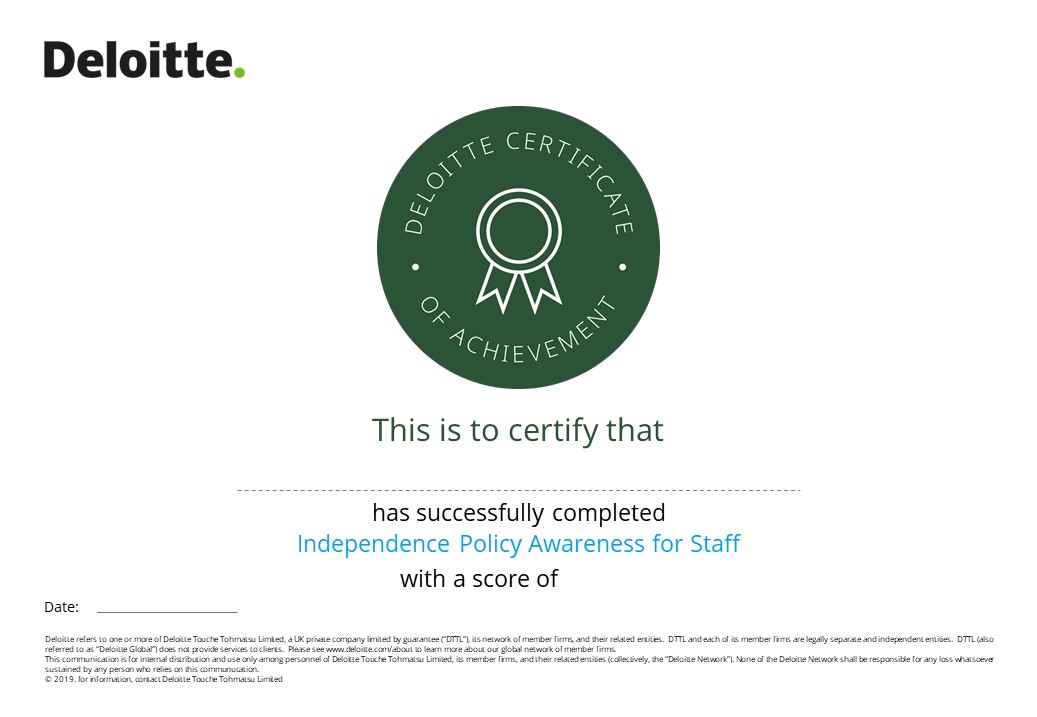 Deloitte.
DELOITTE CERTIFICATE
OF ACHIEVEMENT
This is to certify that
has successfully completed
Independence Policy Awareness for Staff
with a score of
Date:
Deloitte refers to one or more of Deloitte Touche Tohmatsu Limited, a UK private company limited by guarantee (“DTTL”), its network of member firms, and their related entities. DTTL and each of its member firms are legally separate and independent entities. DTTL (also
referred to as “Deloitte Global”) does not provide services to clients. Please see www.deloitte.com/about to learn more about our global network of member firms.
This communication is for internal distribution and use only among personnel of Deloitte Touche Tohmatsu Limited, its member firms, and their related entities (collectively, the “Deloitte Network”). None of the Deloitte Network shall be responsible for any loss whatsoever
sustained by any person who relies on this communication.
© 2019. for information, contact Deloitte Touche Tohmatsu Limited